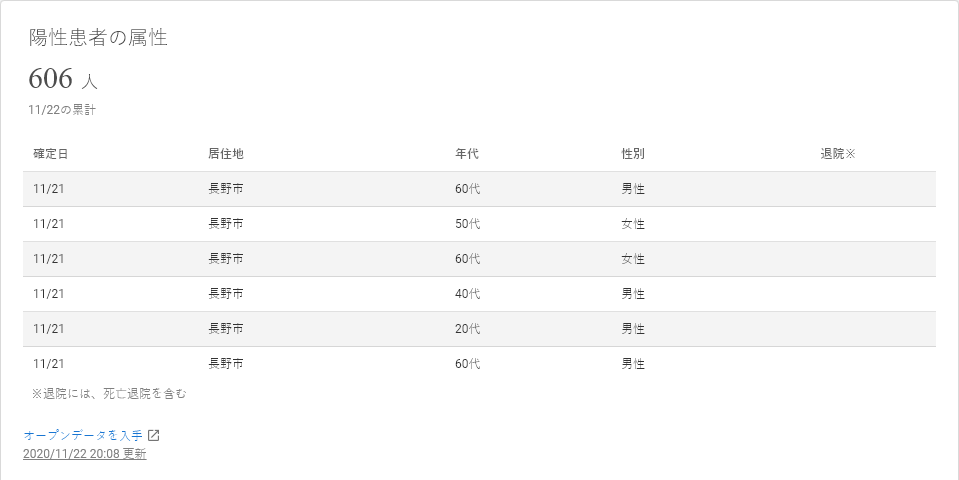 陽性患者の属性
606 人
11/22の累計
確定日 居住地 年代 性別 退院※
11/21 長野市 60代 男性
11/21 長野市 50代 女性
11/21 長野市 60代 女性
11/21 長野市 40代 男性
11/21 長野市 20代 男性
11/21 長野市 60代 男性
※退院には、死亡退院を含む
オープンデータを入手
2020/11/22 20:08 更新